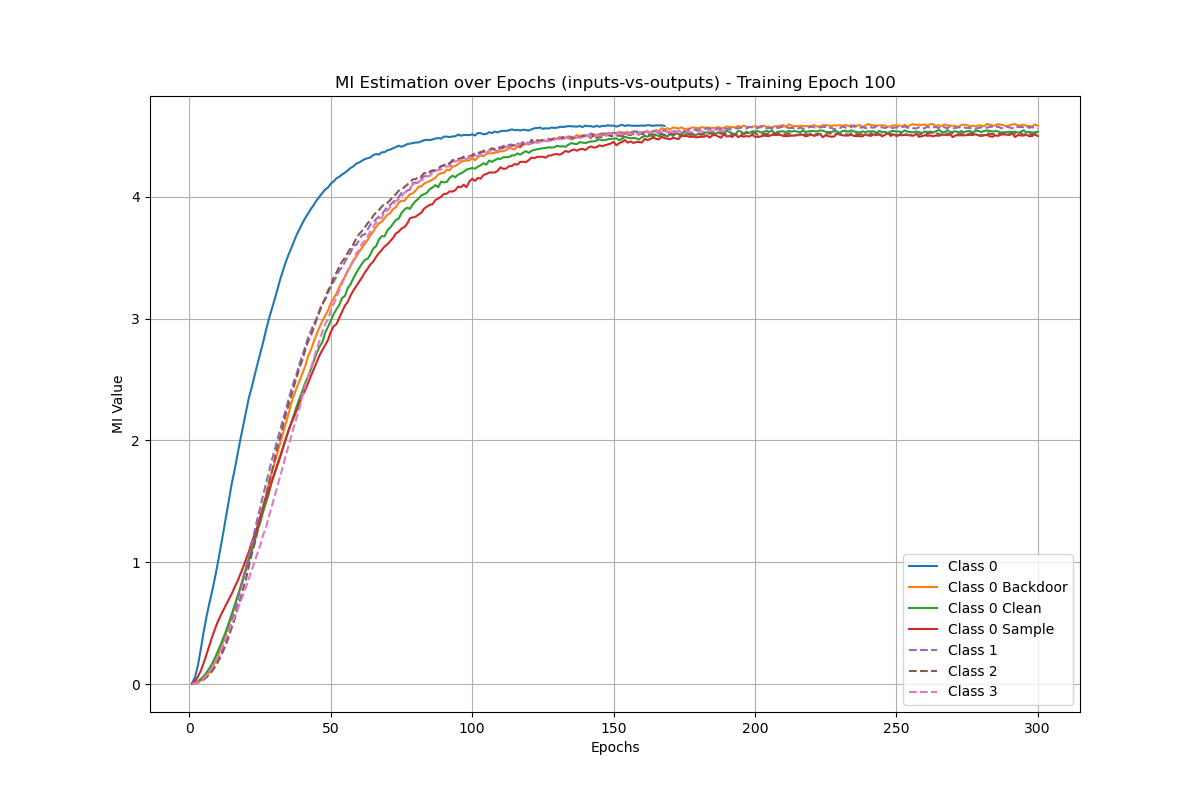 MI Estimation over Epochs (inputs-vs-outputs) - Training Epoch 100
MI Value
4
3
2
1
0
0 50 100 150 200 250 300
Epochs
Class 0
Class 0 Backdoor
Class 0 Clean
Class 0 Sample
Class 1
Class 2
Class 3